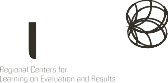 Regional Centers for
Learning on Evaluation and Results